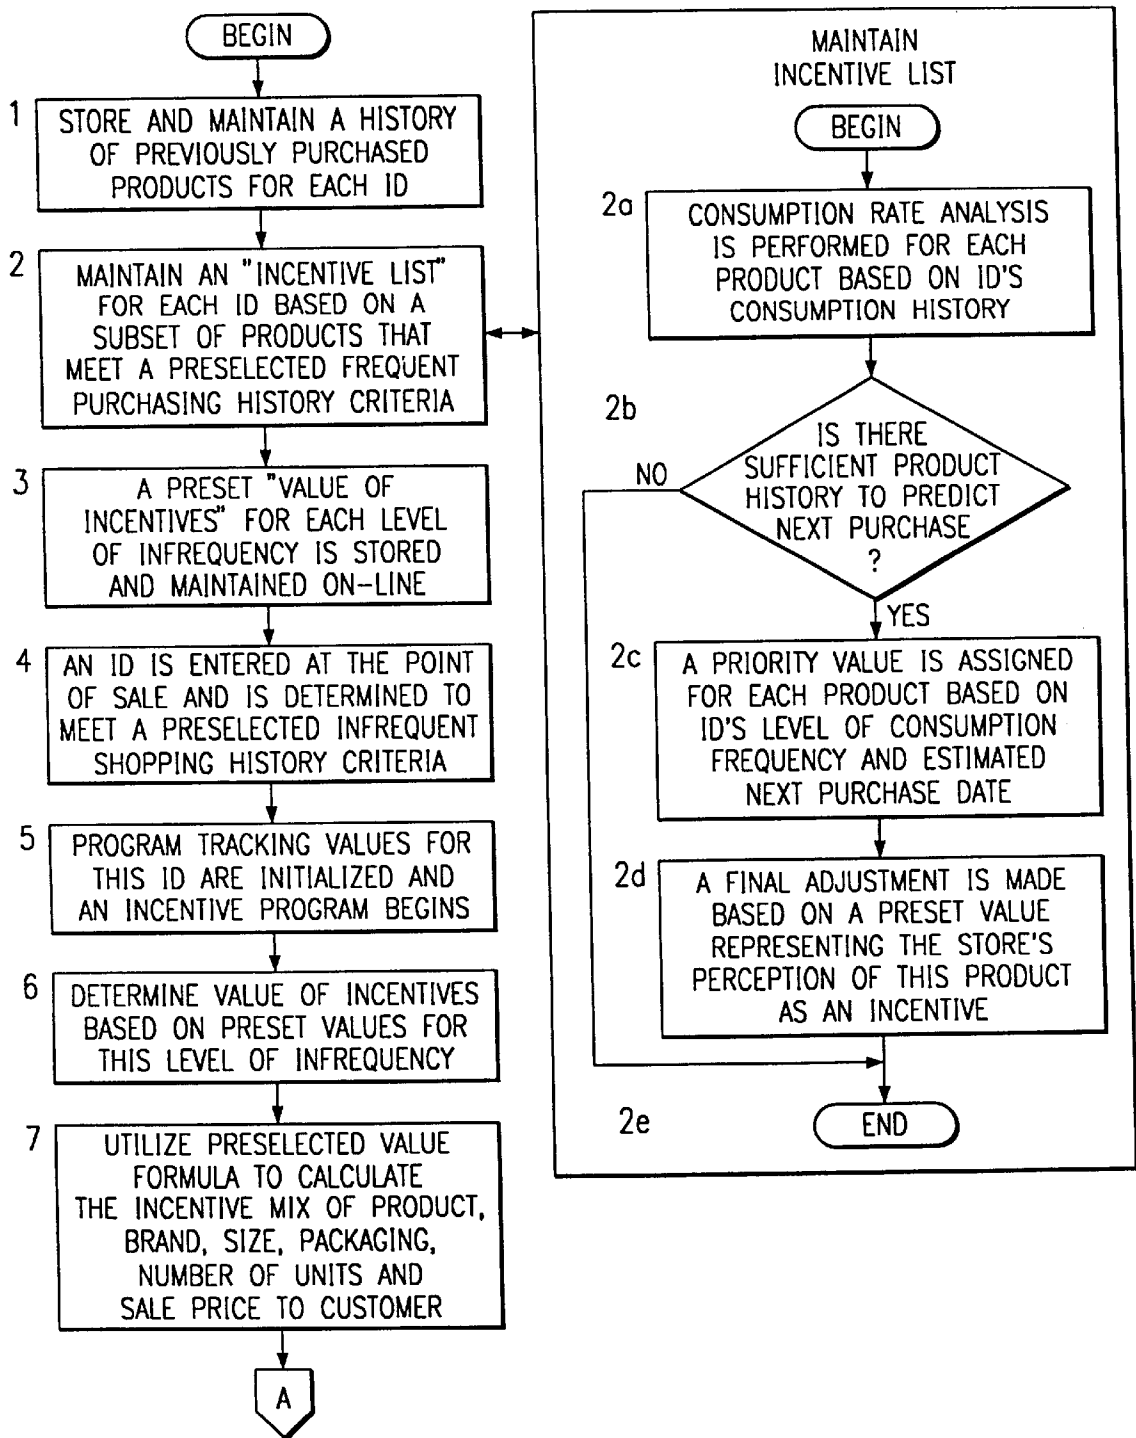 BEGIN
1
STORE AND MAINTAIN A HISTORY
OF PREVIOUSLY PURCHASED
PRODUCTS FOR EACH ID
2
MAINTAIN AN "INCENTIVE LIST"
FOR EACH ID BASED ON A
SUBSET OF PRODUCTS THAT
MEET A PRESELECTED FREQUENT
PURCHASING HISTORY CRITERIA
3
A PRESET "VALUE OF
INCENTIVES" FOR EACH LEVEL
OF INFREQUENCY IS STORED
AND MAINTAINED ON-LINE
4
AN ID IS ENTERED AT THE POINT
OF SALE AND IS DETERMINED TO
MEET A PRESELECTED INFREQUENT
SHOPPING HISTORY CRITERIA
5
PROGRAM TRACKING VALUES FOR
THIS ID ARE INITIALIZED AND
AN INCENTIVE PROGRAM BEGINS
6
DETERMINE VALUE OF INCENTIVES
BASED ON PRESET VALUES FOR
THIS LEVEL OF INFREQUENCY
7
UTILIZE PRESELECTED VALUE
FORMULA TO CALCULATE
THE INCENTIVE MIX OF PRODUCT,
BRAND, SIZE, PACKAGING,
NUMBER OF UNITS AND
SALE PRICE TO CUSTOMER
A
MAINTAIN
INCENTIVE LIST
BEGIN
2a
CONSUMPTION RATE ANALYSIS
IS PERFORMED FOR EACH
PRODUCT BASED ON ID'S
CONSUMPTION HISTORY
2b
IS THERE
SUFFICIENT PRODUCT
HISTORY TO PREDICT
NEXT PURCHASE
?
NO
YES
2c
A PRIORITY VALUE IS ASSIGNED
FOR EACH PRODUCT BASED ON
ID'S LEVEL OF CONSUMPTION
FREQUENCY AND ESTIMATED
NEXT PURCHASE DATE
2d
A FINAL ADJUSTMENT IS MADE
BASED ON A PRESET VALUE
REPRESENTING THE STORE'S
PERCEPTION OF THIS PRODUCT
AS AN INCENTIVE
2e
END